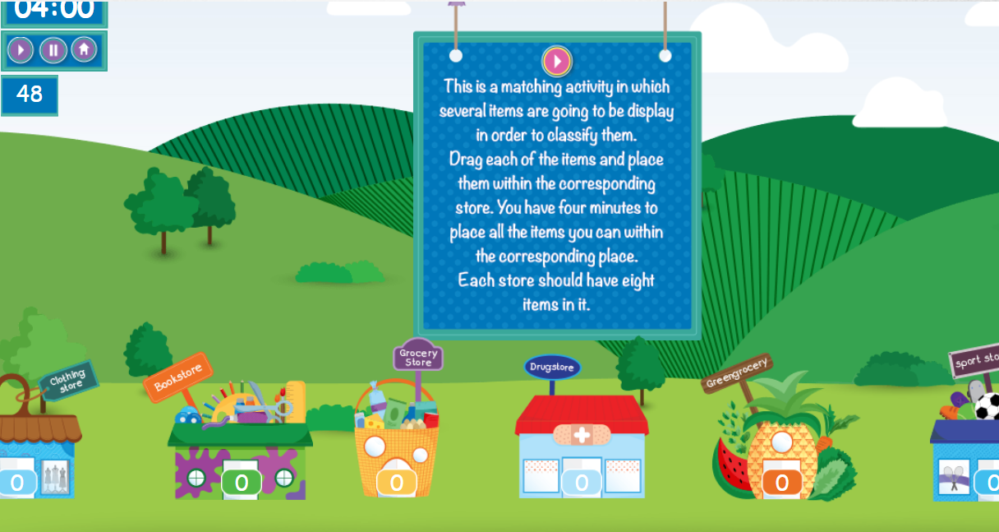 04:00
48
This is a matching activity in which
several items are going to be display
in order to classify them.
Drag each of the items and place
them within the corresponding
store. You have four minutes to
place all the items you can within
the corresponding place.
Each store should have eight
items in it.
Clothing
store
Bookstore
Grocery
Store
Drugstore
Greengrocery
sport sto
0
0
0
0
0
0